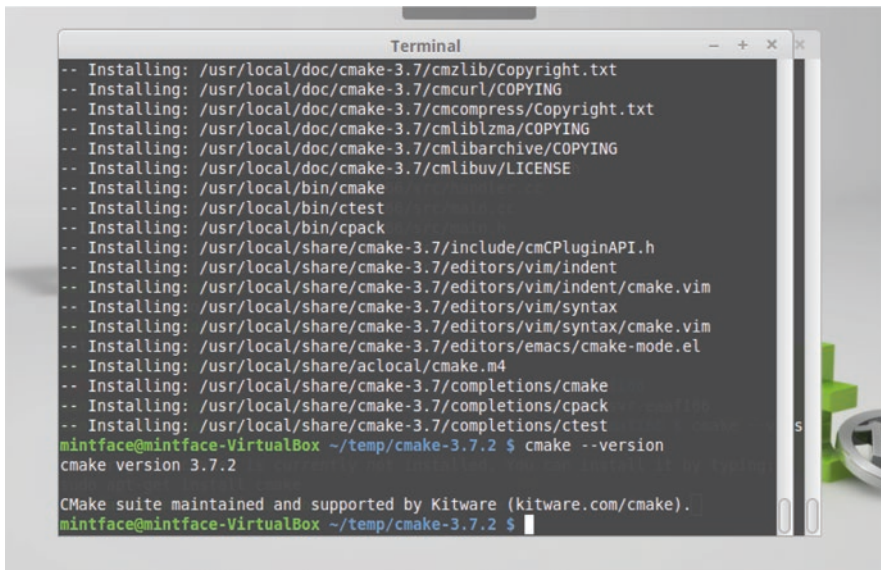 Terminal
-- Installing: /usr/local/doc/cmake-3.7/cmzlib/Copyright.txt
-- Installing: /usr/local/doc/cmake-3.7/cmcurl/COPYING
-- Installing: /usr/local/doc/cmake-3.7/cmcompress/Copyright.txt
-- Installing: /usr/local/doc/cmake-3.7/cmliblzma/COPYING
-- Installing: /usr/local/doc/cmake-3.7/cmlibarchive/COPYING
-- Installing: /usr/local/doc/cmake-3.7/cmlibuv/LICENSE
-- Installing: /usr/local/bin/cmake
-- Installing: /usr/local/bin/ctest
-- Installing: /usr/local/bin/cpack
-- Installing: /usr/local/share/cmake-3.7/include/cmCPluginAPI.h
-- Installing: /usr/local/share/cmake-3.7/editors/vim/indent
-- Installing: /usr/local/share/cmake-3.7/editors/vim/indent/cmake.vim
-- Installing: /usr/local/share/cmake-3.7/editors/vim/syntax
-- Installing: /usr/local/share/cmake-3.7/editors/vim/syntax/cmake.vim
-- Installing: /usr/local/share/cmake-3.7/editors/emacs/cmake-mode.el
-- Installing: /usr/local/share/aclocal/cmake.m4
-- Installing: /usr/local/share/cmake-3.7/completions/cmake
-- Installing: /usr/local/share/cmake-3.7/completions/cpack
-- Installing: /usr/local/share/cmake-3.7/completions/ctest
mintface@mintface-VirtualBox ~/temp/cmake-3.7.2 $ cmake --version
cmake version 3.7.2
CMake suite maintained and supported by Kitware (kitware.com/cmake).
mintface@mintface-VirtualBox ~/temp/cmake-3.7.2 $